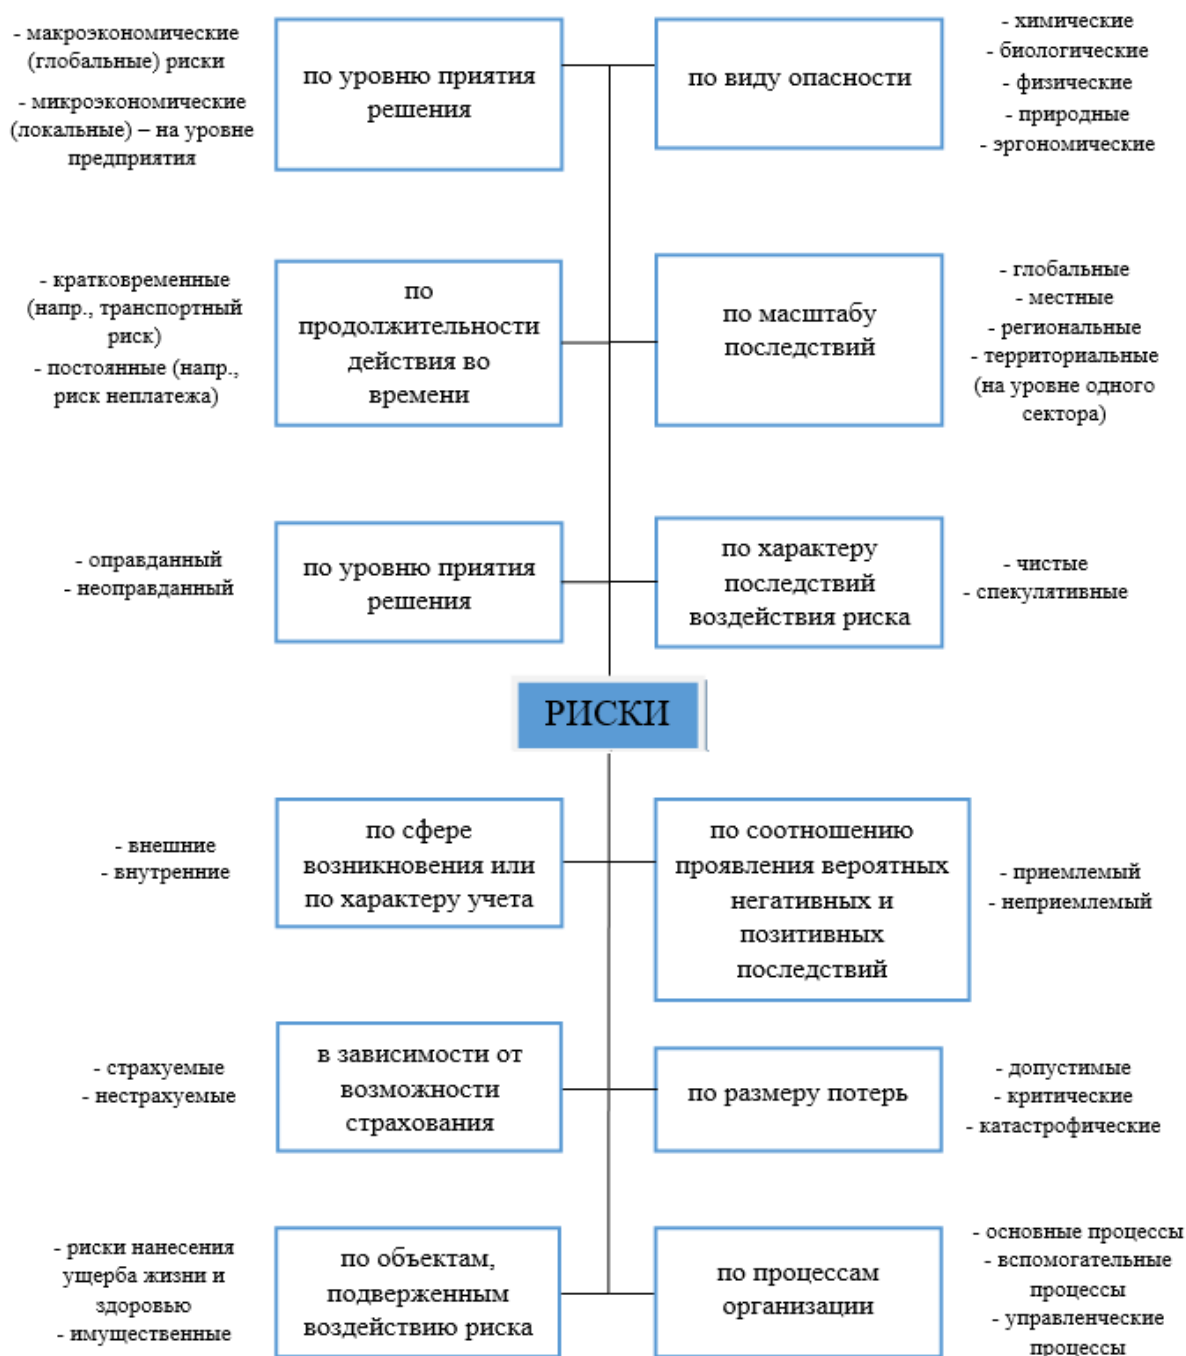 - макроэкономические
(глобальные) риски
- микроэкономические
(локальные) – на уровне
предприятия
по уровню приятия
решения
по виду опасности
- химические
- биологические
- физические
- природные
- эргономические
- кратковременные
(напр., транспортный
риск)
- постоянные (напр.,
риск неплатежа)
по
продолжительности
действия во
времени
по масштабу
последствий
- глобальные
- местные
- региональные
- территориальные
(на уровне одного
сектора)
- оправданный
- неоправданный
по уровню приятия
решения
по характеру
последствий
воздействия риска
- чистые
- спекулятивные
РИСКИ
- внешние
- внутренние
по сфере
возникновения или
по характеру учета
по соотношению
проявления вероятных
негативных и
позитивных
последствий
- приемлемый
- неприемлемый
- страхуемые
- нестрахуемые
в зависимости от
возможности
страхования
по размеру потерь
- допустимые
- критические
- катастрофические
- риски нанесения
ущерба жизни и
здоровью
- имущественные
по объектам,
подверженным
воздействию риска
по процессам
организации
- основные процессы
- вспомогательные
процессы
- управленческие
процессы